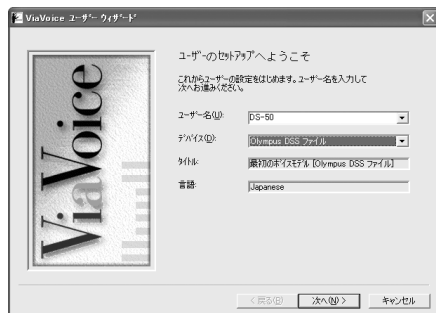 ViaVoice ユーザー ウィザード
ViaVoice
ユーザーのセットアップへようこそ
これからユーザーの設定をはじめます。ユーザー名を入力して
次へお進みください。
ユーザー名(U):
DS-50
デバイス(D):
Olympus DSS ファイル
タイトル:
最初のボイスモデル [Olympus DSS ファイル]
言語:
Japanese
< 戻る(B)
次へ(N) >
キャンセル